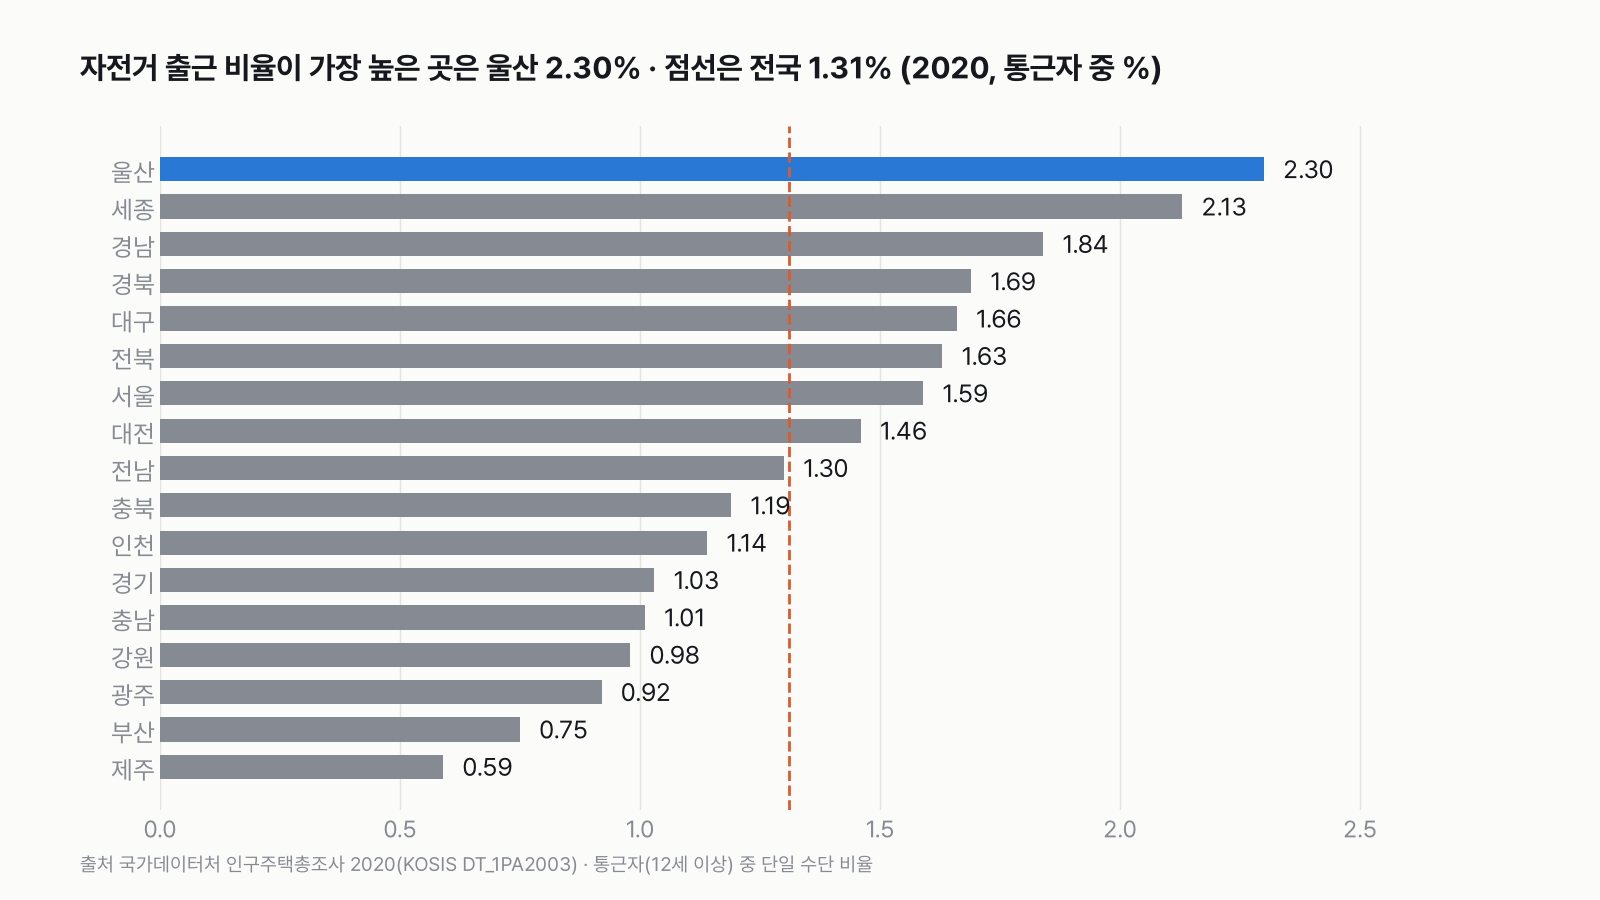 자전거 출근 비율이 가장 높은 곳은 울산 2.30% · 점선은 전국 1.31% (2020, 통근자 중 %)
울산 2.30
세종 2.13
경남 1.84
경북 1.69
대구 1.66
전북 1.63
서울 1.59
대전 1.46
전남 1.30
충북 1.19
인천 1.14
경기 1.03
충남 1.01
강원 0.98
광주 0.92
부산 0.75
제주 0.59
0.0 0.5 1.0 1.5 2.0 2.5
출처 국가데이터처 인구주택총조사 2020(KOSIS DT_1PA2003) · 통근자(12세 이상) 중 단일 수단 비율